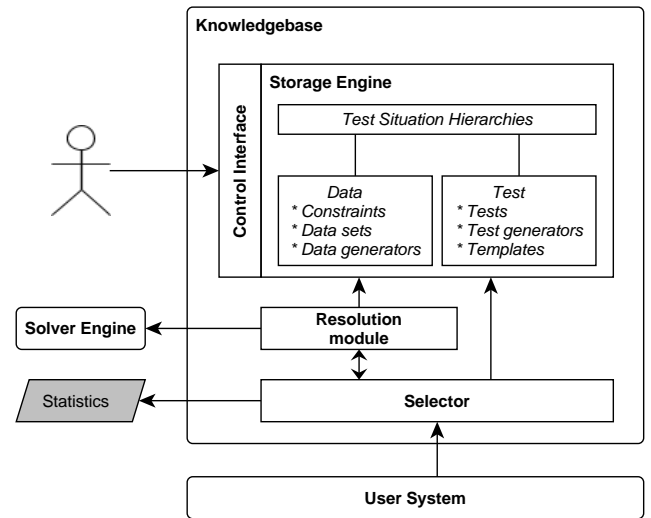 Knowledgebase
Control Interface
Storage Engine
Test Situation Hierarchies
Data
* Constraints
* Data sets
* Data generators
Test
* Tests
* Test generators
* Templates
Solver Engine
Resolution
module
Statistics
Selector
User System